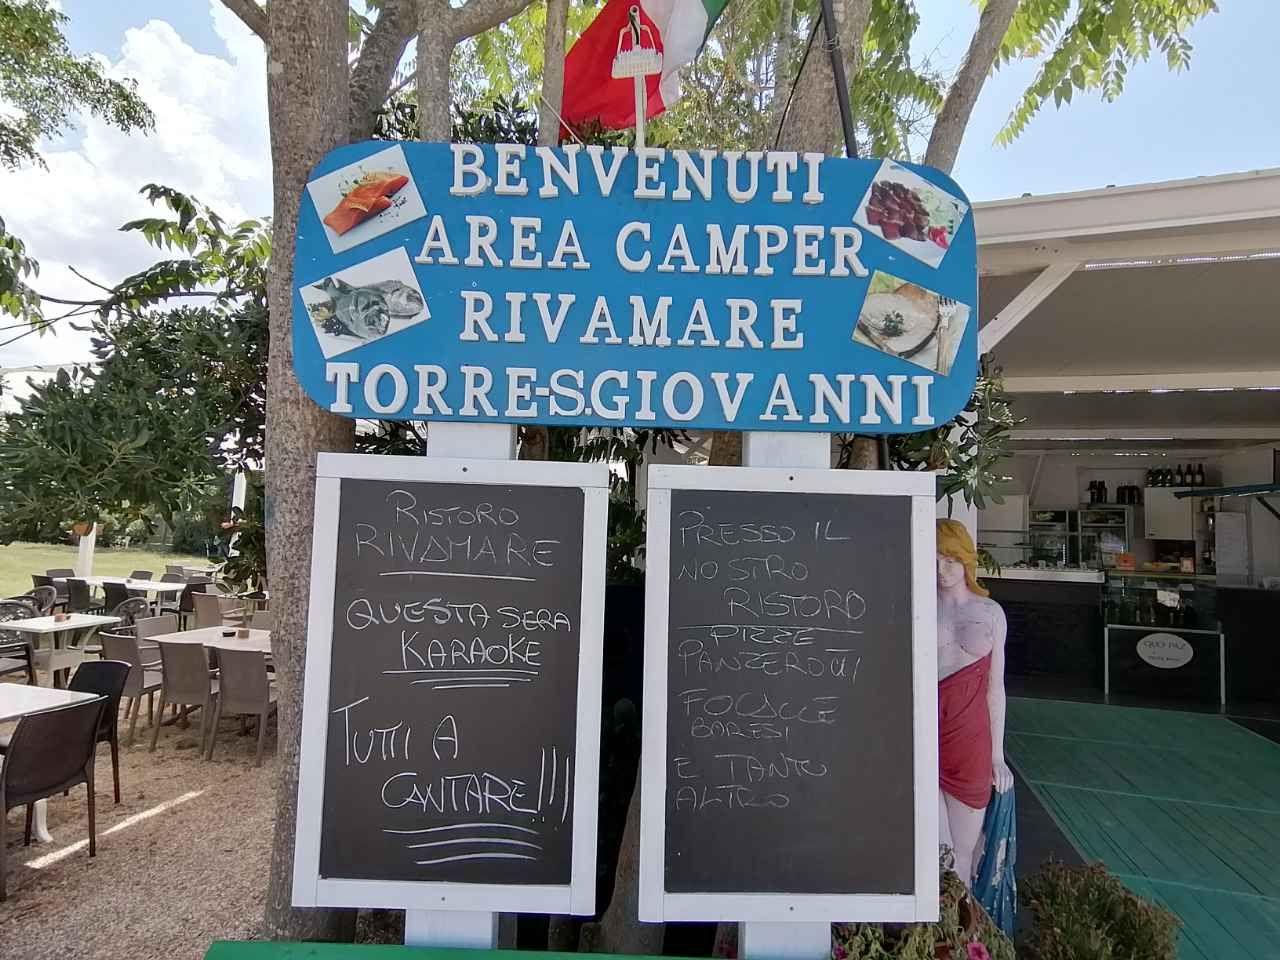 BENVENUTI
AREA CAMPER
RIVAMARE
TORRE-S.GIOVANNI
RISTORO
RIVAMARE
QUESTA SERA
KARAOKE
TUTTI A
CANTARE!!!
PRESSO IL
NOSTRO
RISTORO
PIZZE
PANZEROTTI
FOCACCE
BARESI
E TANTO
ALTRO